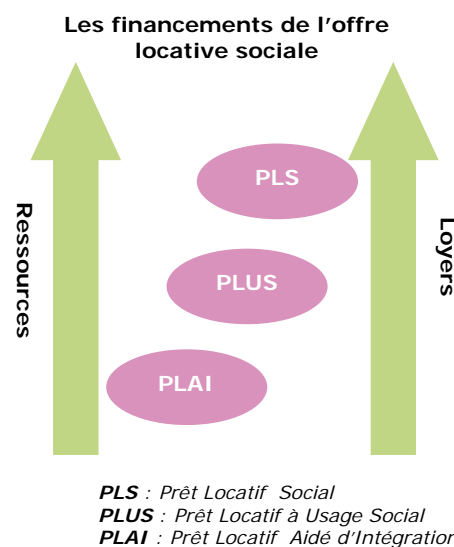 Les financements de l'offre
locative sociale
PLS
Ressources
Loyers
PLUS
PLAI
PLS : Prêt Locatif Social
PLUS : Prêt Locatif à Usage Social
PLAI : Prêt Locatif Aidé d'Intégration